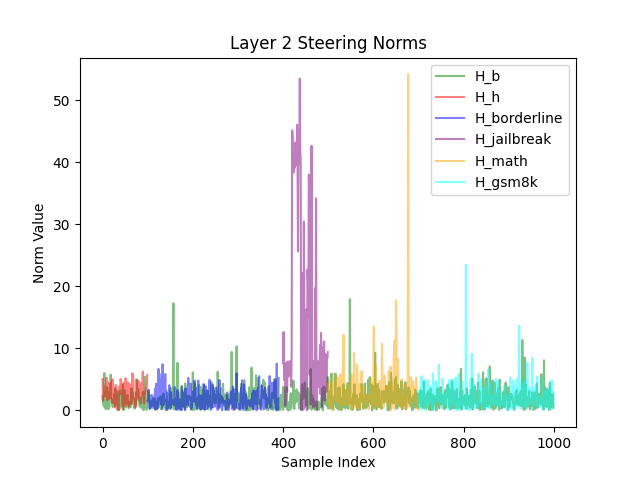 Layer 2 Steering Norms
H_b
H_h
H_borderline
H_jailbreak
H_math
H_gsm8k
Norm Value
50
40
30
20
10
0
0 200 400 600 800 1000
Sample Index